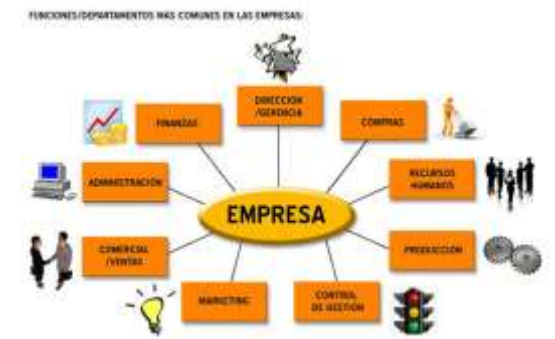 FUNCIONES/DEPARTAMENTOS MÁS COMUNES EN LAS EMPRESAS:
DIRECCIÓN
/GERENCIA
FINANZAS
COMPRAS
ADMINISTRACIÓN
RECURSOS
HUMANOS
EMPRESA
COMERCIAL
/VENTAS
PRODUCCIÓN
MARKETING
CONTROL
DE GESTIÓN